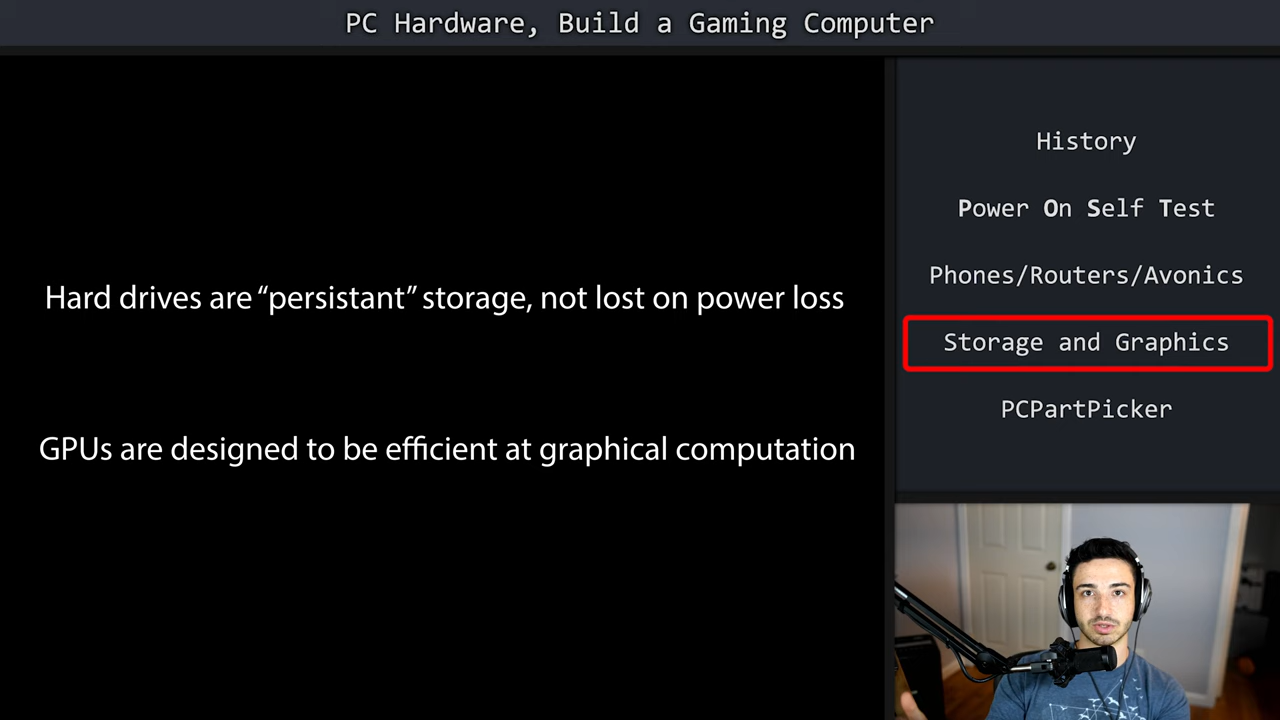 PC Hardware, Build a Gaming Computer
Hard drives are “persistant” storage, not lost on power loss
GPUs are designed to be efficient at graphical computation
History
Power On Self Test
Phones/Routers/Avonics
Storage and Graphics
PCPartPicker